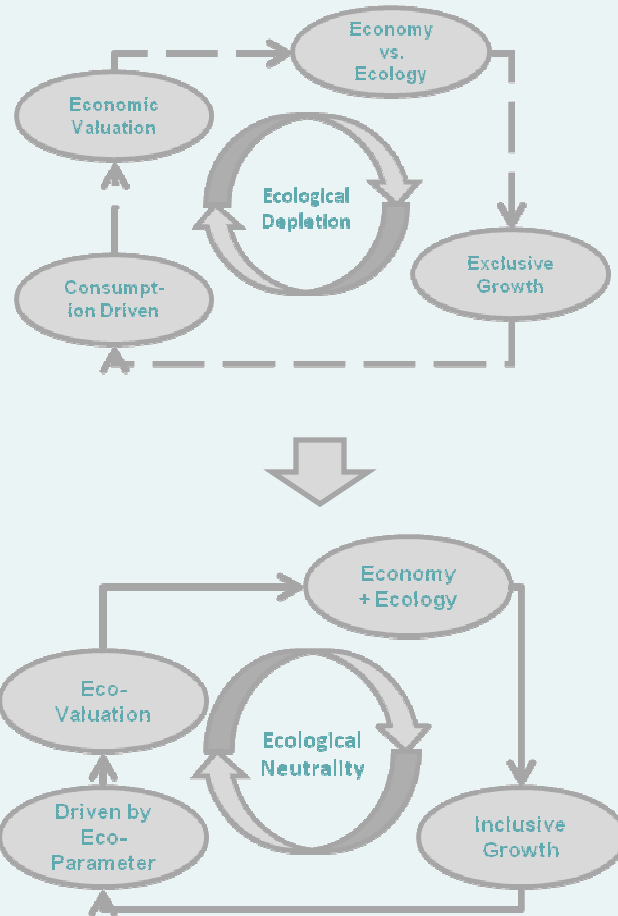 Economy
vs.
Ecology
Economic
Valuation
Ecological
Depletion
Exclusive
Growth
Consumpt-
ion Driven
Economy
+ Ecology
Eco-
Valuation
Ecological
Neutrality
Driven by
Eco-
Parameter
Inclusive
Growth